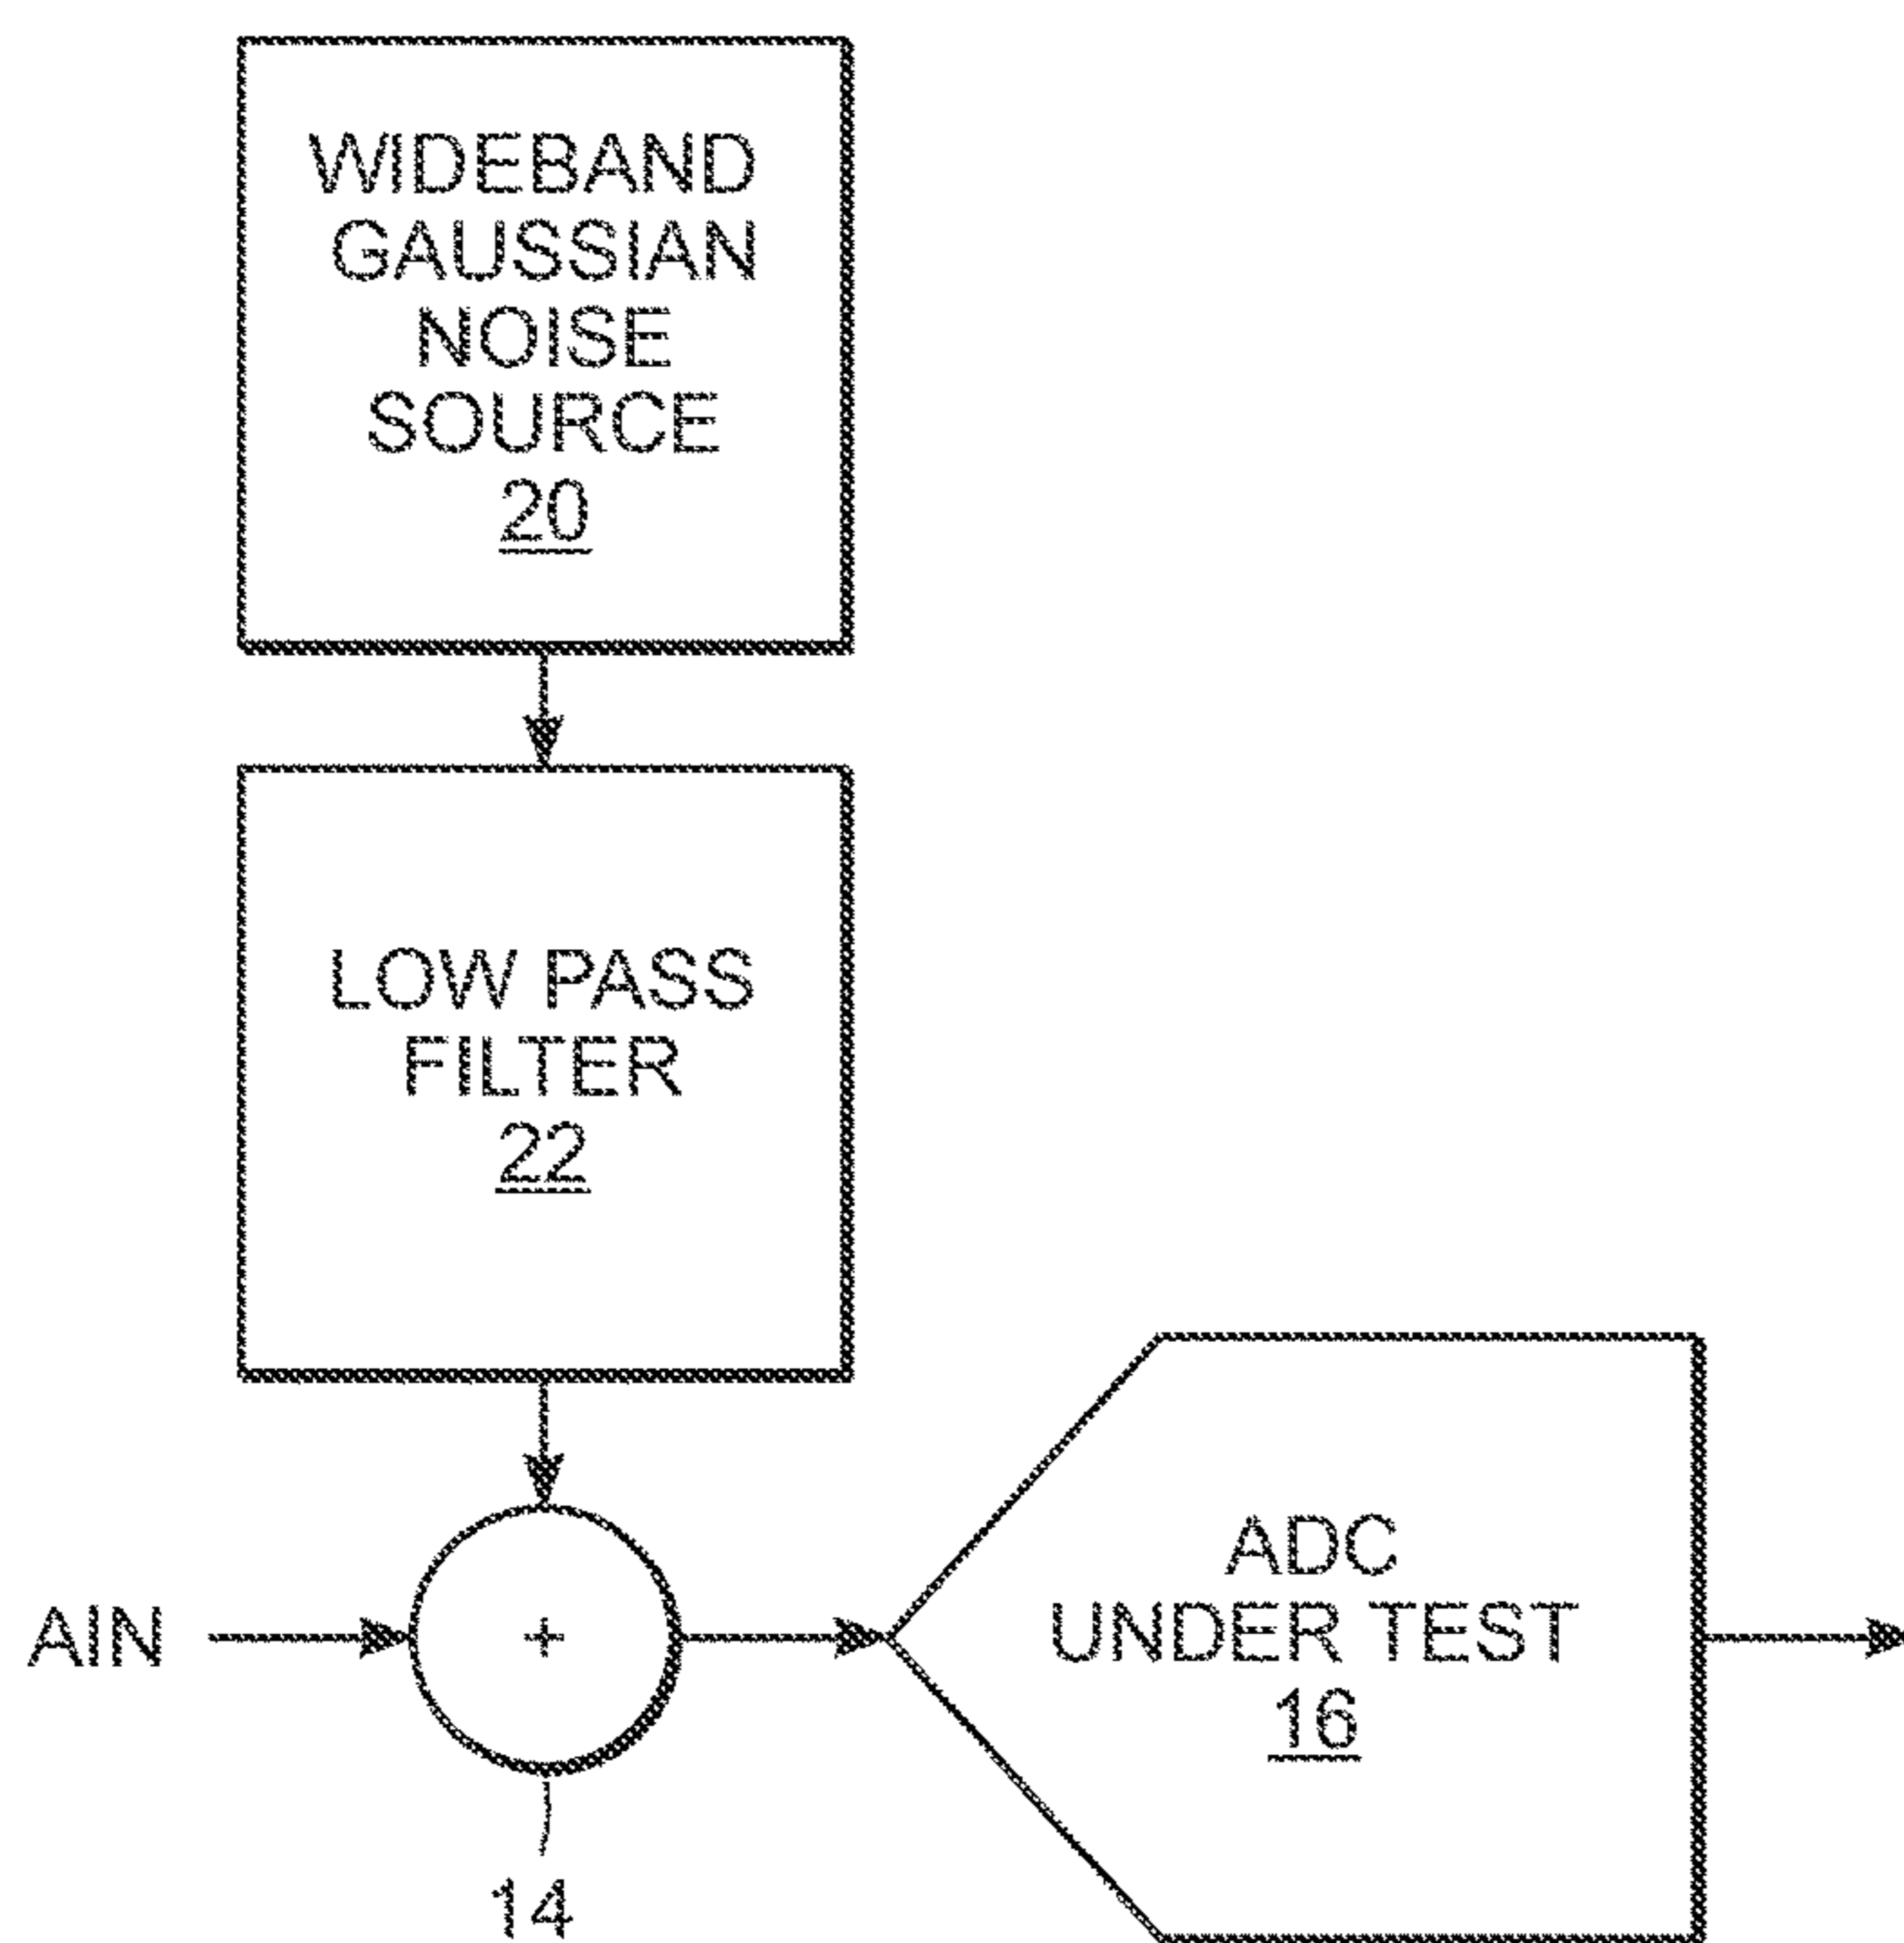 WIDEBAND
GAUSSIAN
NOISE
SOURCE
20
LOW PASS
FILTER
22
AIN
+
14
ADC
UNDER TEST
16